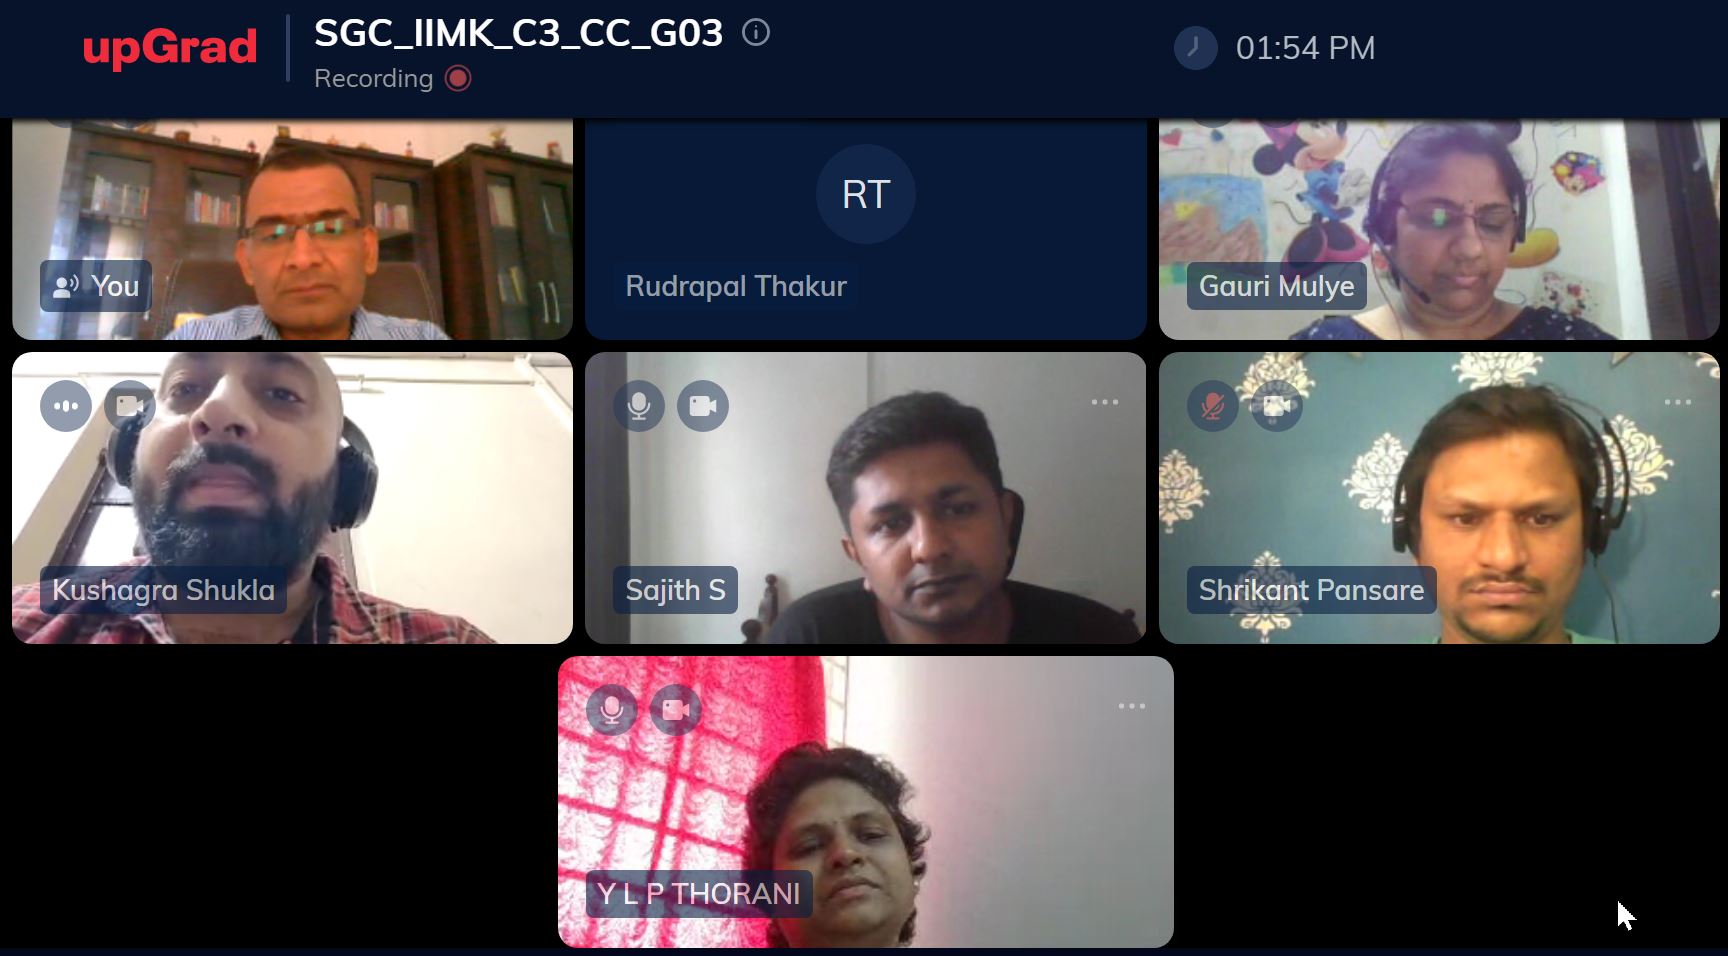 upGrad
SGC_IIMK_C3_CC_G03
Recording
01:54 PM
You
RT
Rudrapal Thakur
Gauri Mulye
Kushagra Shukla
Sajith S
Shrikant Pansare
Y L P THORANI